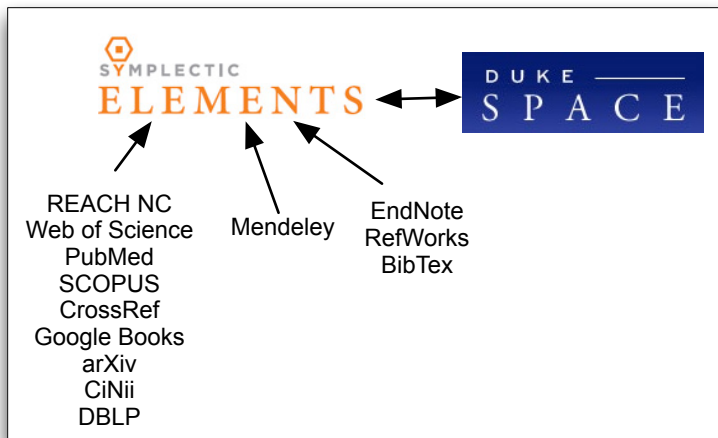 SYMPLECTIC
ELEMENTS
DUKE
SPACE
REACH NC
Web of Science
PubMed
SCOPUS
CrossRef
Google Books
arXiv
CiNii
DBLP
Mendeley
EndNote
RefWorks
BibTex